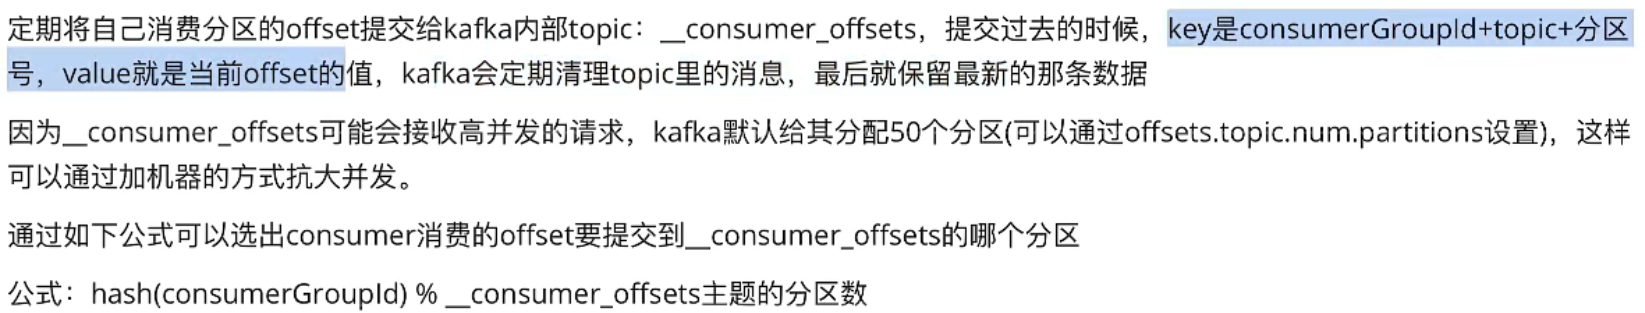 定期将自己消费分区的offset提交给kafka内部topic：__consumer_offsets，提交过去的时候，key是consumerGroupId+topic+分区
号，value就是当前offset的值，kafka会定期清理topic里的消息，最后就保留最新的那条数据
因为__consumer_offsets可能会接收高并发的请求，kafka默认给其分配50个分区(可以通过offsets.topic.num.partitions设置)，这样
可以通过加机器的方式抗大并发。
通过如下公式可以选出consumer消费的offset要提交到__consumer_offsets的哪个分区
公式：hash(consumerGroupId) % __consumer_offsets主题的分区数